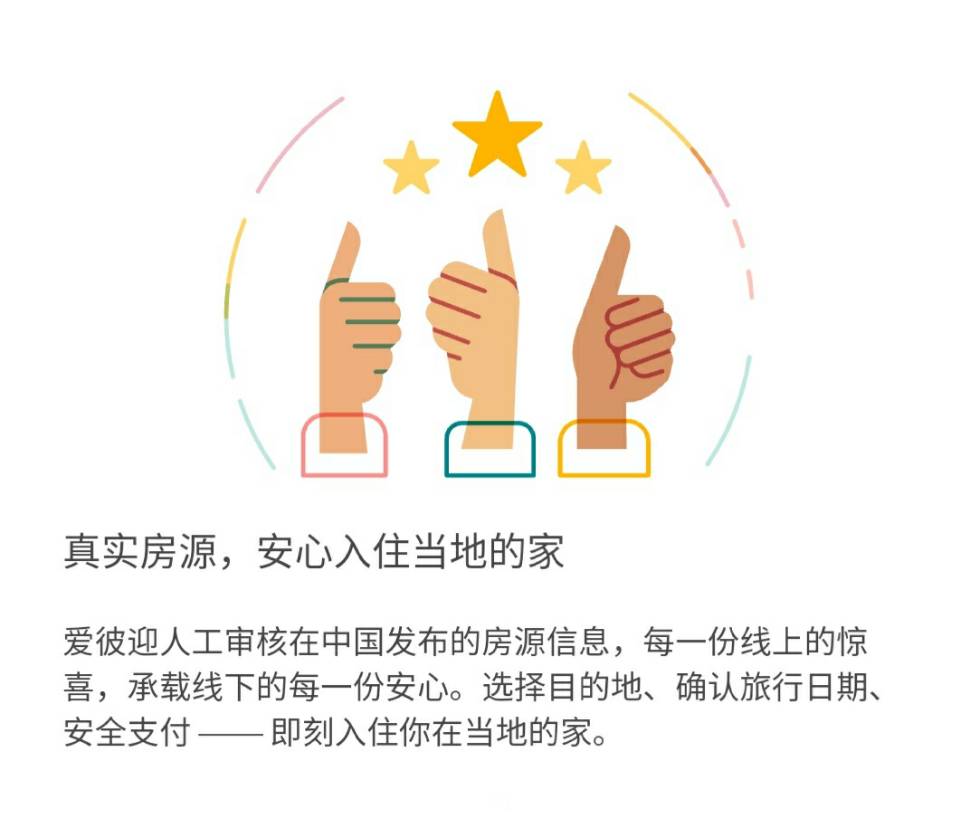 真实房源，安心入住当地的家
爱彼迎人工审核在中国发布的房源信息，每一份线上的惊
喜，承载线下的每一份安心。选择目的地、确认旅行日期、
安全支付 —— 即刻入住你在当地的家。